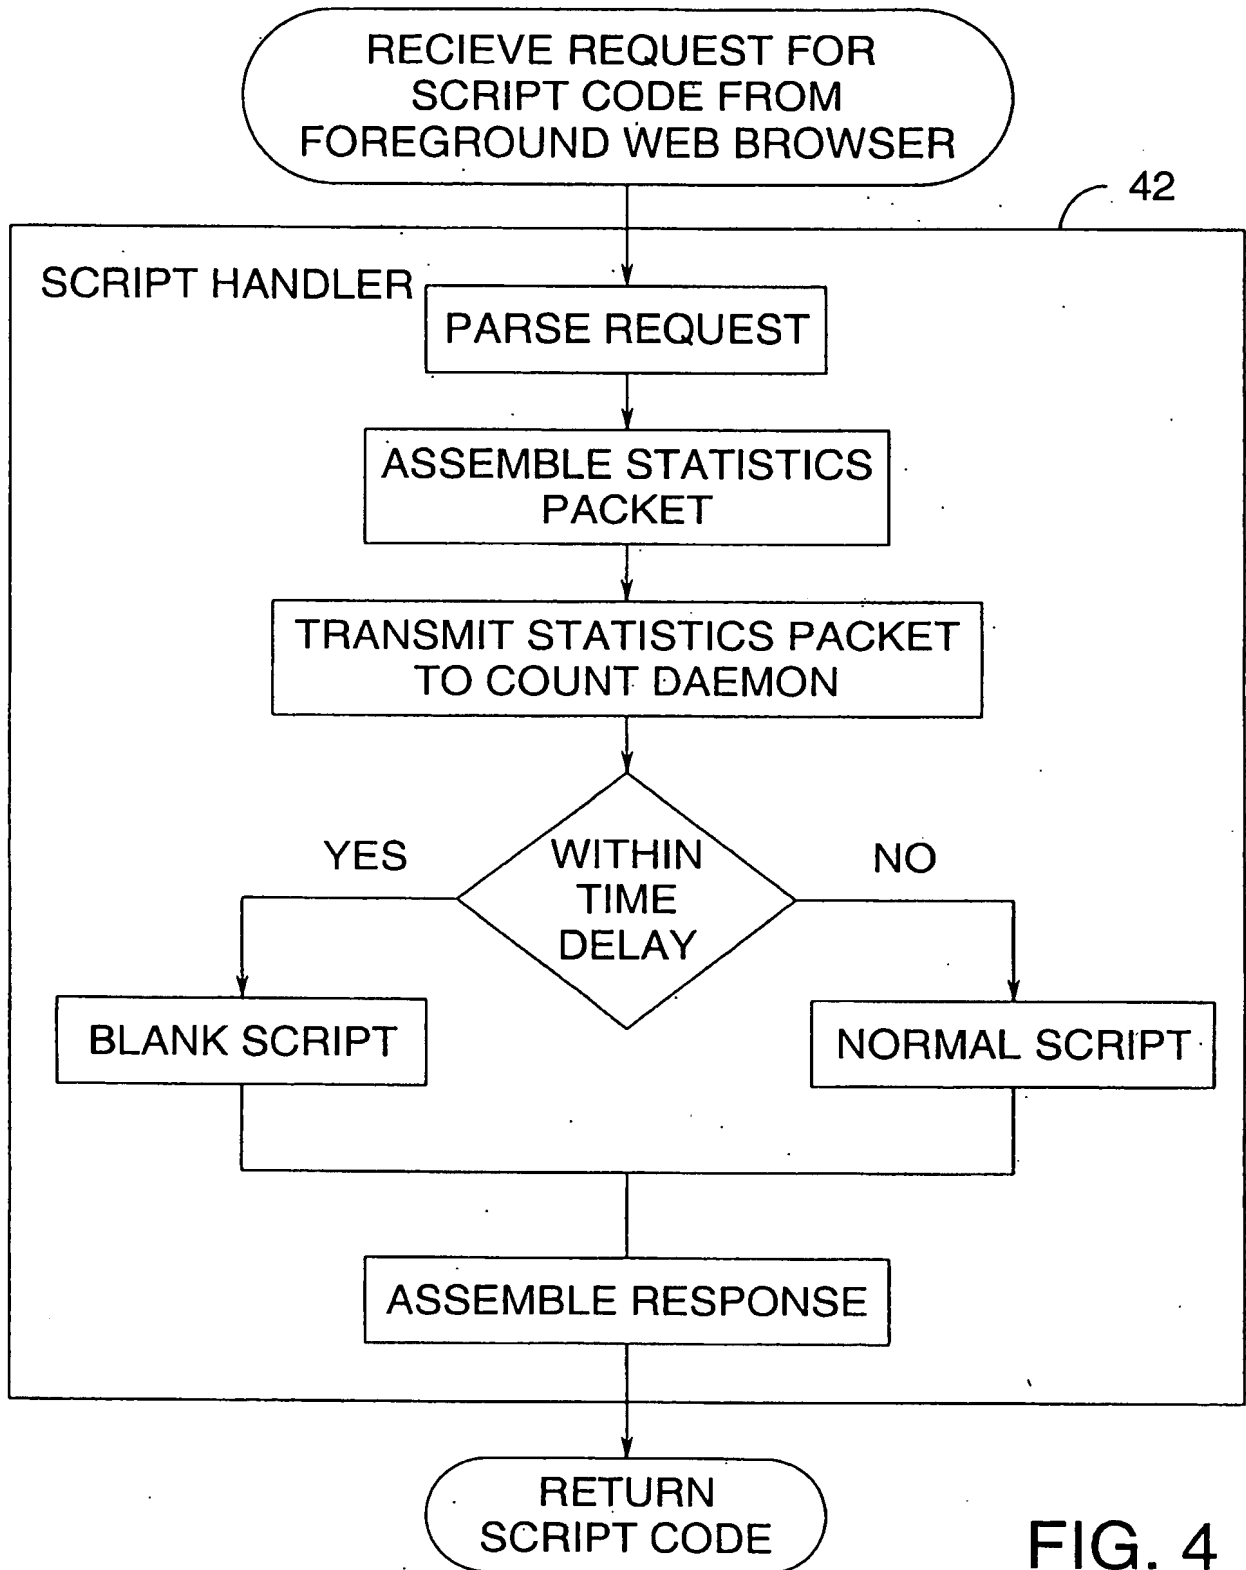 RECIEVE REQUEST FOR
SCRIPT CODE FROM
FOREGROUND WEB BROWSER
42
SCRIPT HANDLER
PARSE REQUEST
ASSEMBLE STATISTICS
PACKET
TRANSMIT STATISTICS PACKET
TO COUNT DAEMON
WITHIN
TIME
DELAY
YES
NO
BLANK SCRIPT
NORMAL SCRIPT
ASSEMBLE RESPONSE
RETURN
SCRIPT CODE
FIG. 4